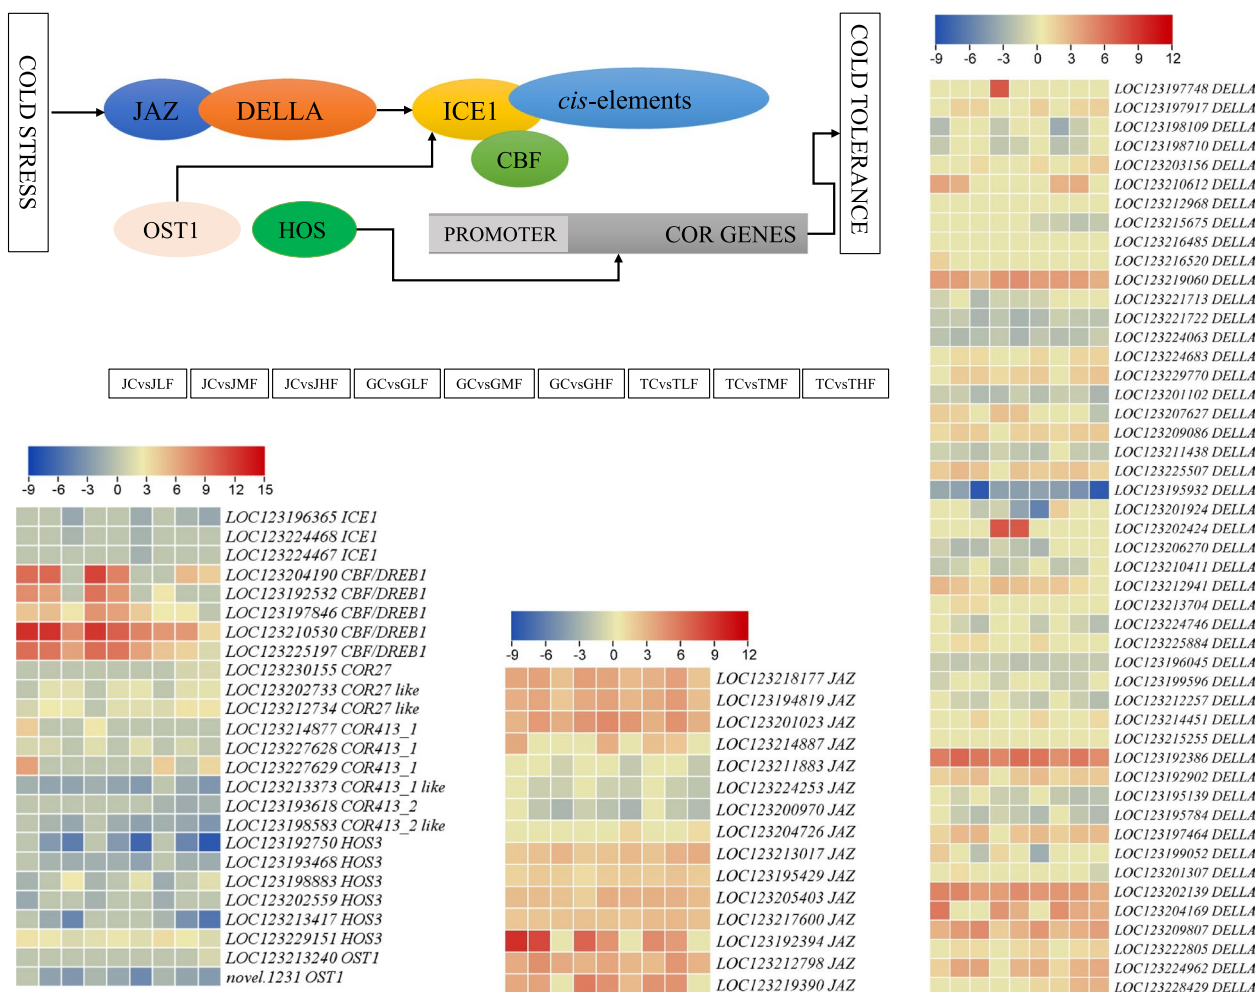 COLD STRESS
JAZ
DELLA
ICE1
cis-elements
CBF
OST1
HOS
PROMOTER
COR GENES
COLD TOLERANCE
JCvsJLF
JCvsJMF
JCvsJHF
GCvsGLF
GCvsGMF
GCvsGHF
TCvsTLF
TCvsTMF
TCvsTHF
-9 -6 -3 0 3 6 9 12 15
LOC123196365 ICE1
LOC123224468 ICE1
LOC123224467 ICE1
LOC123204190 CBF/DREB1
LOC123192532 CBF/DREB1
LOC123197846 CBF/DREB1
LOC123210530 CBF/DREB1
LOC123225197 CBF/DREB1
LOC123230155 COR27
LOC123202733 COR27 like
LOC123212734 COR27 like
LOC123214877 COR413_1
LOC123227628 COR413_1
LOC123227629 COR413_1
LOC123213373 COR413_1 like
LOC123193618 COR413_2
LOC123198583 COR413_2 like
LOC123192750 HOS3
LOC123193468 HOS3
LOC123198883 HOS3
LOC123202559 HOS3
LOC123213417 HOS3
LOC123229151 HOS3
LOC123213240 OST1
novel.1231 OST1
-9 -6 -3 0 3 6 9 12
LOC123218177 JAZ
LOC123194819 JAZ
LOC123201023 JAZ
LOC123214887 JAZ
LOC123211883 JAZ
LOC123224253 JAZ
LOC123200970 JAZ
LOC123204726 JAZ
LOC123213017 JAZ
LOC123195429 JAZ
LOC123205403 JAZ
LOC123217600 JAZ
LOC123192394 JAZ
LOC123212798 JAZ
LOC123219390 JAZ
-9 -6 -3 0 3 6 9 12
LOC123197748 DELLA
LOC123197917 DELLA
LOC123198109 DELLA
LOC123198710 DELLA
LOC123203156 DELLA
LOC123210612 DELLA
LOC123212968 DELLA
LOC123215675 DELLA
LOC123216485 DELLA
LOC123216520 DELLA
LOC123219060 DELLA
LOC123221713 DELLA
LOC123221722 DELLA
LOC123224063 DELLA
LOC123224683 DELLA
LOC123229770 DELLA
LOC123201102 DELLA
LOC123207627 DELLA
LOC123209086 DELLA
LOC123211438 DELLA
LOC123225507 DELLA
LOC123195932 DELLA
LOC123201924 DELLA
LOC123202424 DELLA
LOC123206270 DELLA
LOC123210411 DELLA
LOC123212941 DELLA
LOC123213704 DELLA
LOC123224746 DELLA
LOC123225884 DELLA
LOC123196045 DELLA
LOC123199596 DELLA
LOC123212257 DELLA
LOC123214451 DELLA
LOC123215255 DELLA
LOC123192386 DELLA
LOC123192902 DELLA
LOC123195139 DELLA
LOC123195784 DELLA
LOC123197464 DELLA
LOC123199052 DELLA
LOC123201307 DELLA
LOC123202139 DELLA
LOC123204169 DELLA
LOC123209807 DELLA
LOC123222805 DELLA
LOC123224962 DELLA
LOC123228429 DELLA